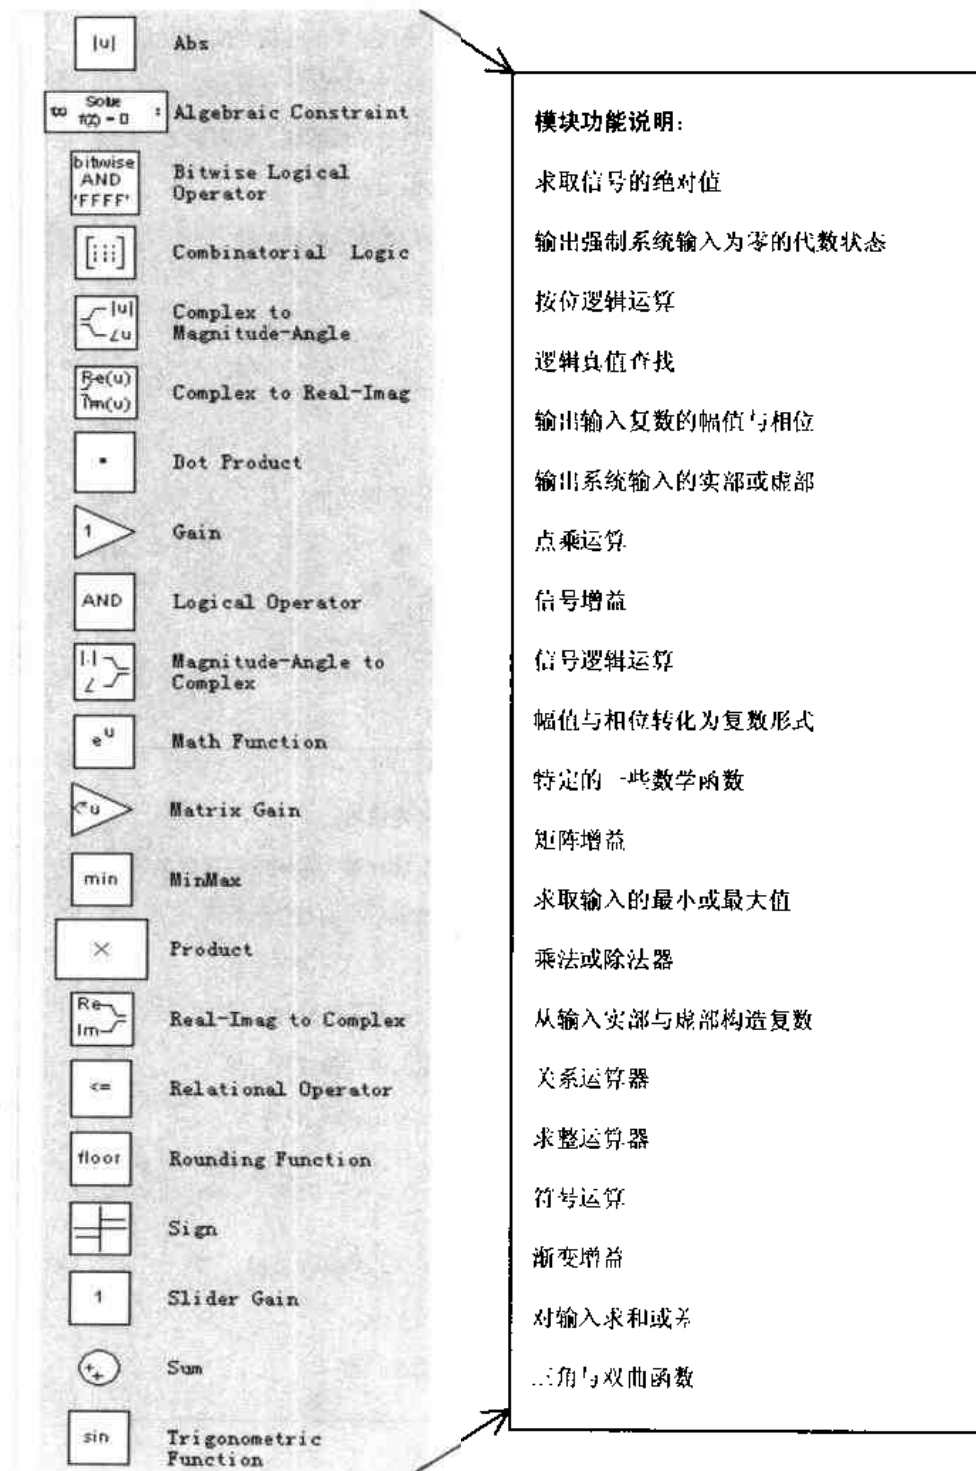 |u|
Abs
Solve
f(z) = 0
Algebraic Constraint
bitwise
AND
'FFFF'
Bitwise Logical
Operator
Combinatorial Logic
|u|
∠u
Complex to
Magnitude-Angle
Re(u)
Im(u)
Complex to Real-Imag
Dot Product
1
Gain
AND
Logical Operator
|.|
∠
Magnitude-Angle to
Complex
e^u
Math Function
u
Matrix Gain
min
MinMax
×
Product
Re
Im
Real-Imag to Complex
<=
Relational Operator
floor
Rounding Function
Sign
1
Slider Gain
++
Sum
sin
Trigonometric
Function
模块功能说明:
求取信号的绝对值
输出强制系统输入为零的代数状态
按位逻辑运算
逻辑真值查找
输出输入复数的幅值与相位
输出系统输入的实部或虚部
点乘运算
信号增益
信号逻辑运算
幅值与相位转化为复数形式
特定的一些数学函数
矩阵增益
求取输入的最小或最大值
乘法或除法器
从输入实部与虚部构造复数
关系运算器
求整运算器
符号运算
渐变增益
对输入求和或差
三角与双曲函数